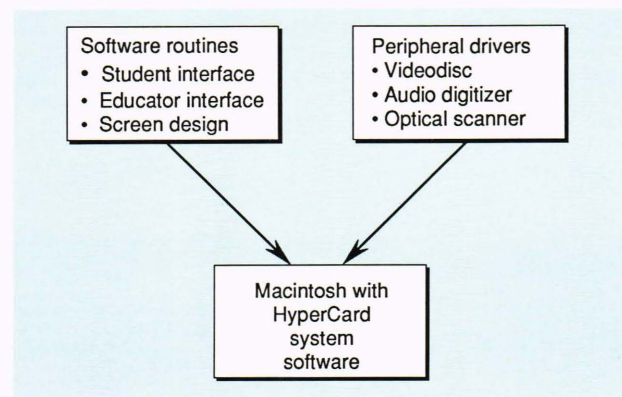 Software routines
• Student interface
• Educator interface
• Screen design
Peripheral drivers
• Videodisc
• Audio digitizer
• Optical scanner
Macintosh with
HyperCard
system
software